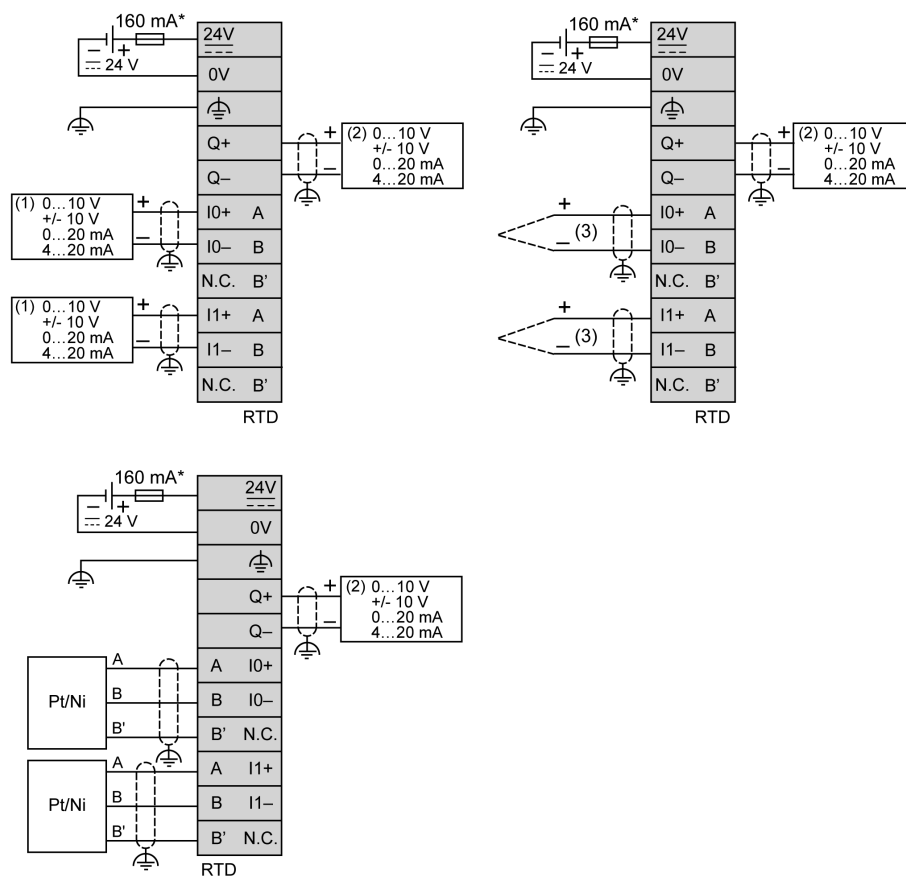 160 mA*
24V
− +
24 V
0V
Q+
+ (2) 0...10 V
+/- 10 V
Q–
– 0...20 mA
4...20 mA
(1) 0...10 V +
+/- 10 V
0...20 mA –
4...20 mA
I0+ A
I0– B
N.C. B'
(1) 0...10 V +
+/- 10 V
0...20 mA –
4...20 mA
I1+ A
I1– B
N.C. B'
RTD
160 mA*
24V
− +
24 V
0V
Q+
+ (2) 0...10 V
+/- 10 V
Q–
– 0...20 mA
4...20 mA
+
– (3)
I0+ A
I0– B
N.C. B'
+
– (3)
I1+ A
I1– B
N.C. B'
RTD
160 mA*
24V
− +
24 V
0V
Q+
+ (2) 0...10 V
+/- 10 V
Q–
– 0...20 mA
4...20 mA
Pt/Ni
A A I0+
B B I0–
B' B' N.C.
Pt/Ni
A A I1+
B B I1–
B' B' N.C.
RTD